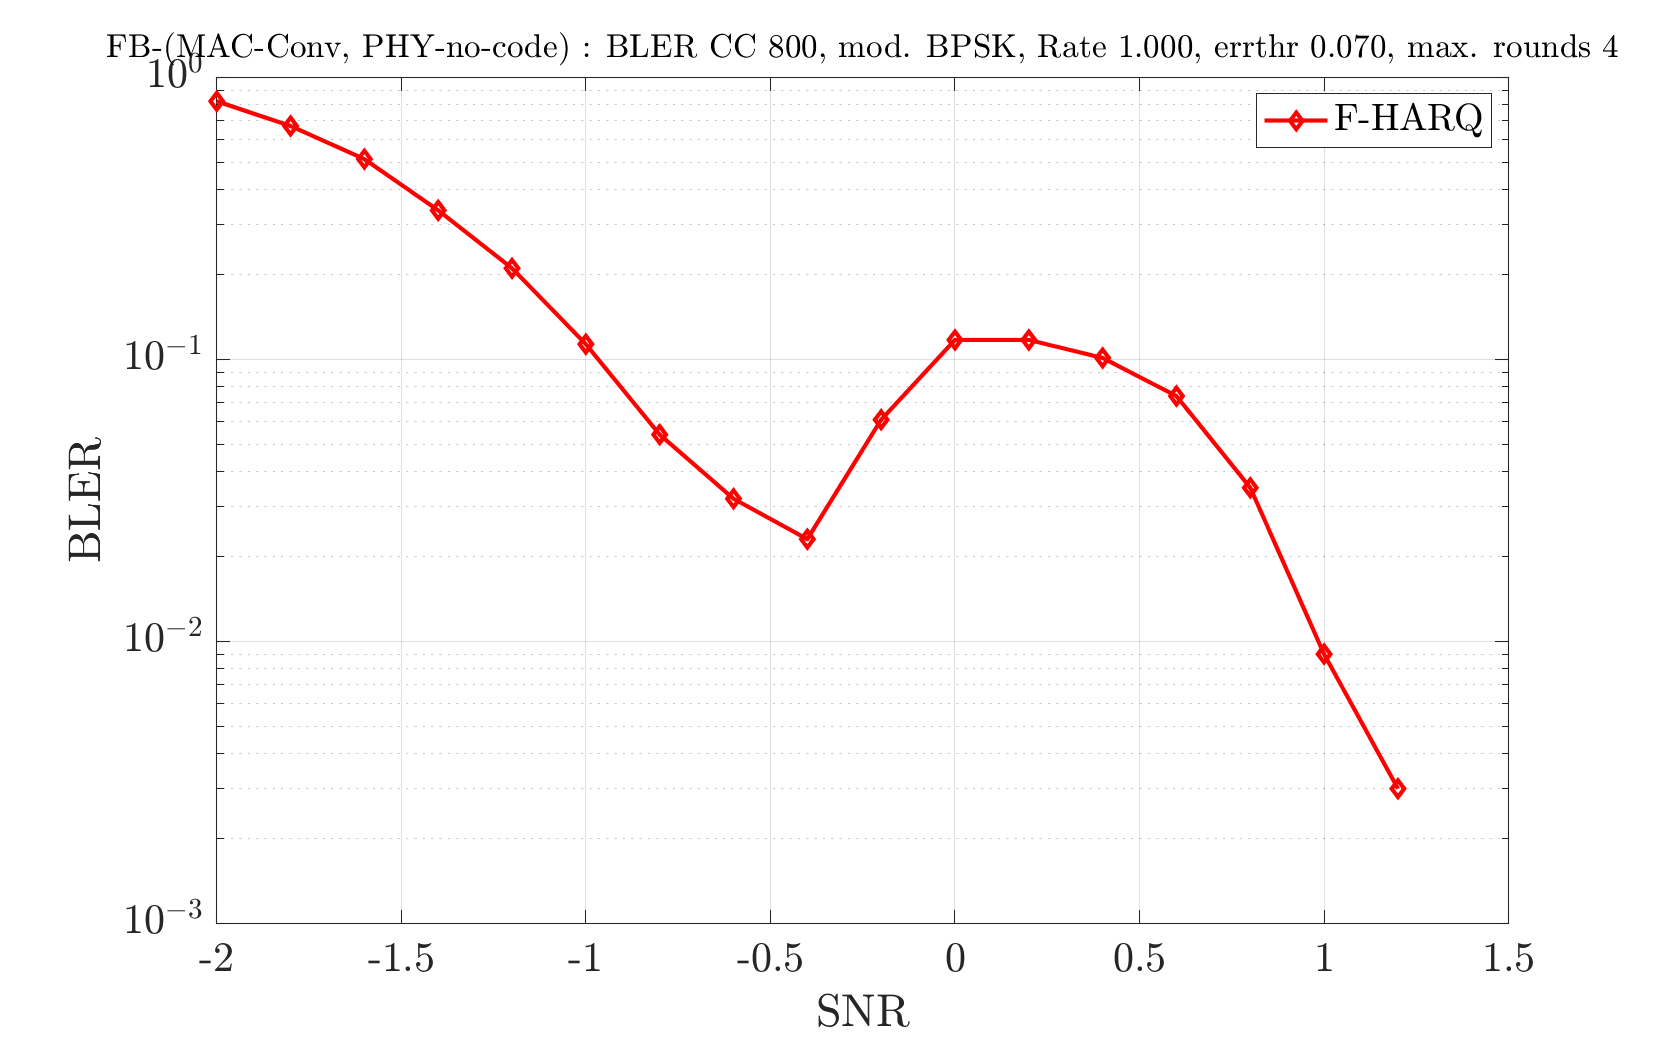 FB-(MAC-Conv, PHY-no-code) : BLER CC 800, mod. BPSK, Rate 1.000, errthr 0.070, max. rounds 4
10⁰
F-HARQ
10⁻¹
BLER
10⁻²
10⁻³
-2 -1.5 -1 -0.5 0 0.5 1 1.5
SNR